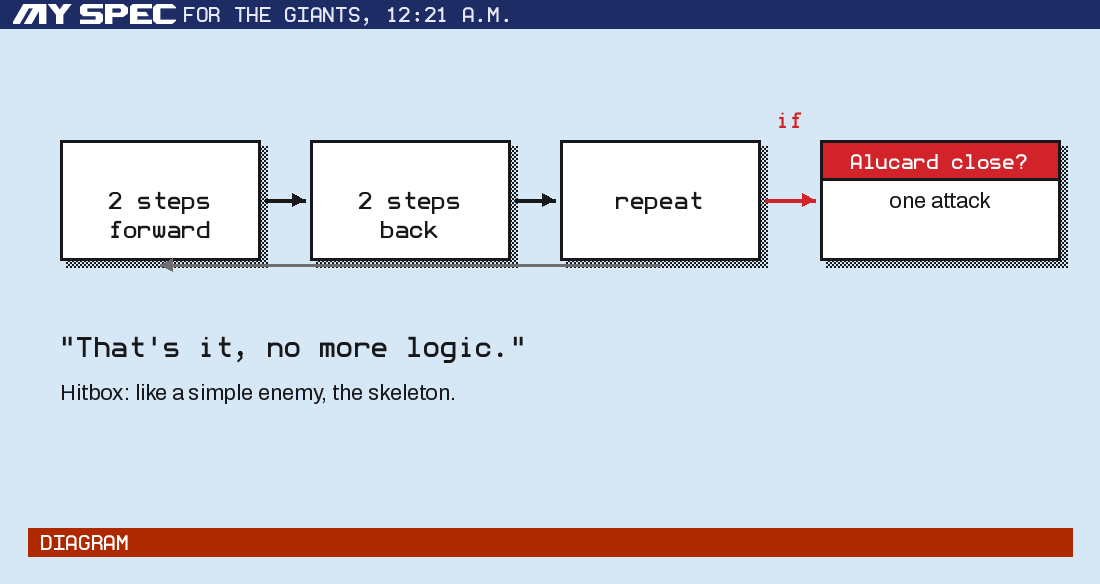 MY SPEC FOR THE GIANTS, 12:21 A.M.
if
2 steps
forward
2 steps
back
repeat
Alucard close?
one attack
"That's it, no more logic."
Hitbox: like a simple enemy, the skeleton.
DIAGRAM